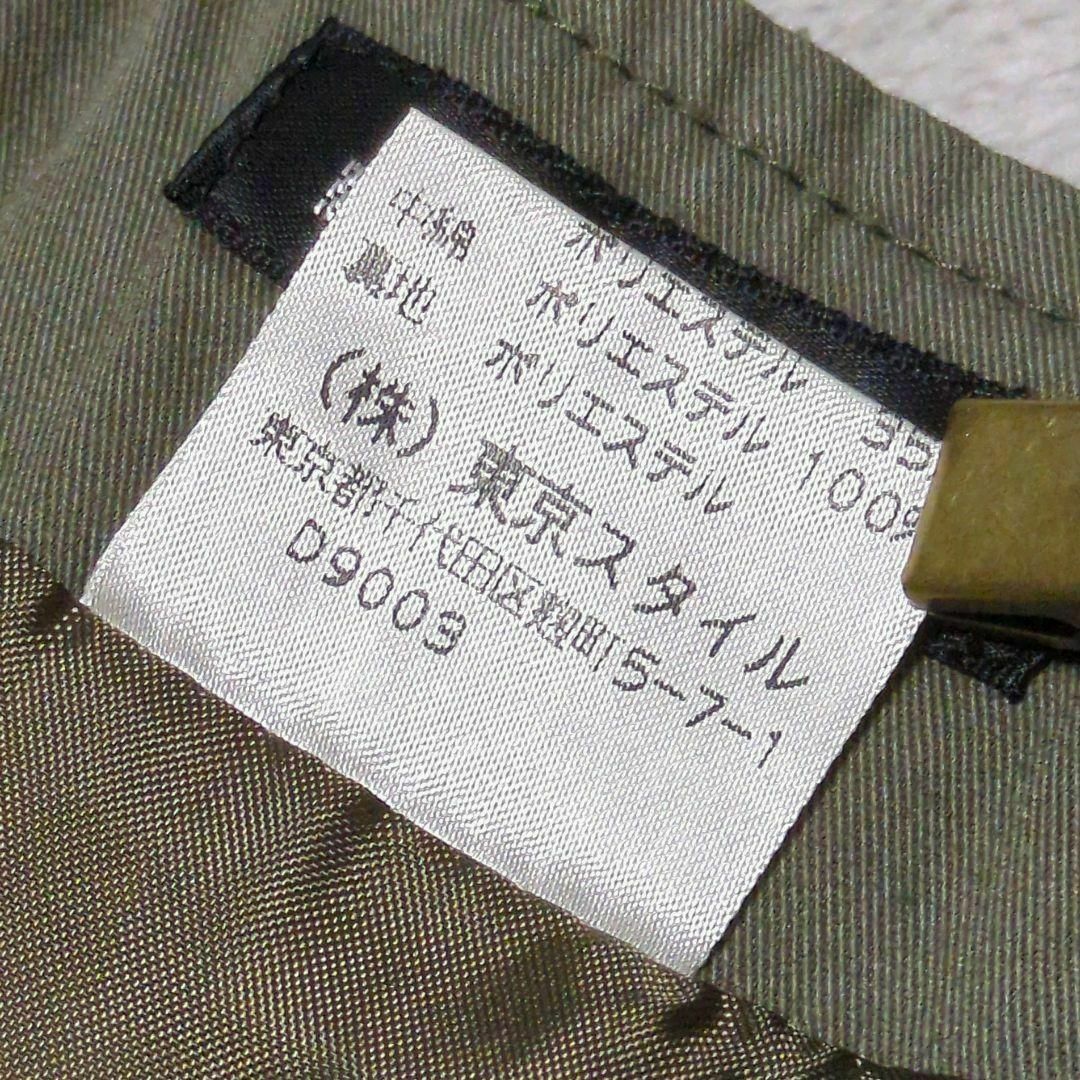 ポリエステル 35
中綿 ポリエステル 100%
裏地 ポリエステル
(株)東京スタイル
東京都千代田区麹町5-7-1
D9003